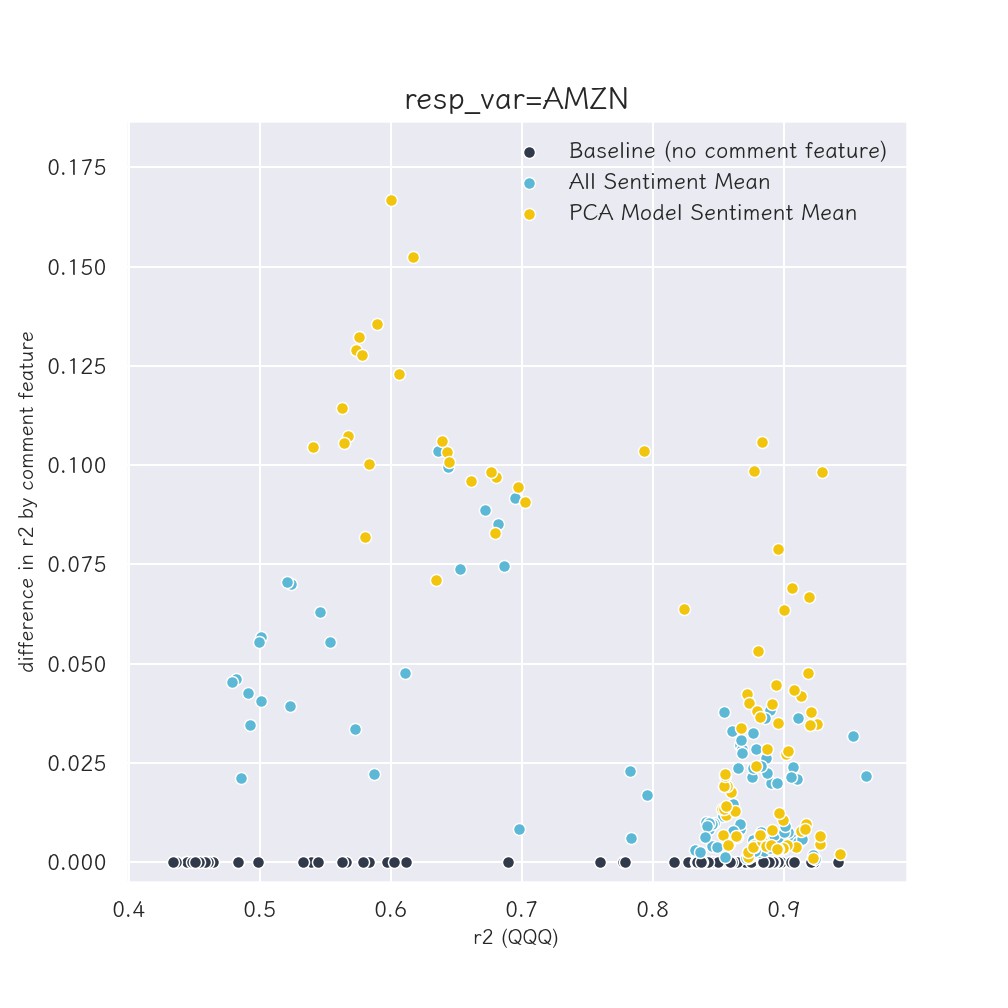 resp_var=AMZN
Baseline (no comment feature)
All Sentiment Mean
PCA Model Sentiment Mean
difference in r2 by comment feature
0.175
0.150
0.125
0.100
0.075
0.050
0.025
0.000
0.4 0.5 0.6 0.7 0.8 0.9
r2 (QQQ)